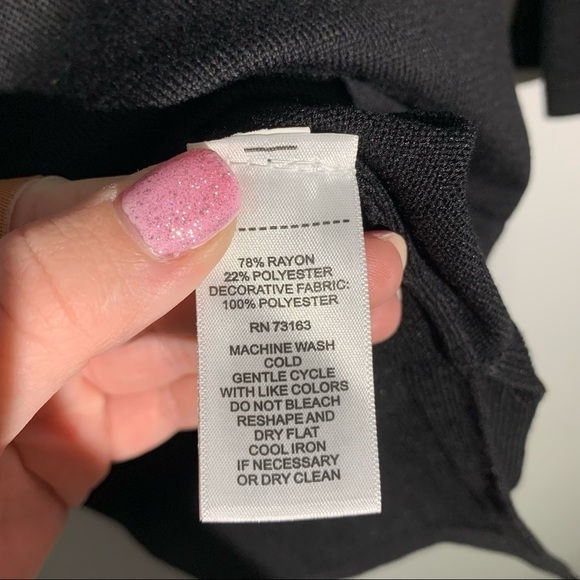 78% RAYON
22% POLYESTER
DECORATIVE FABRIC:
100% POLYESTER
RN 73163
MACHINE WASH
COLD
GENTLE CYCLE
WITH LIKE COLORS
DO NOT BLEACH
RESHAPE AND
DRY FLAT
COOL IRON
IF NECESSARY
OR DRY CLEAN